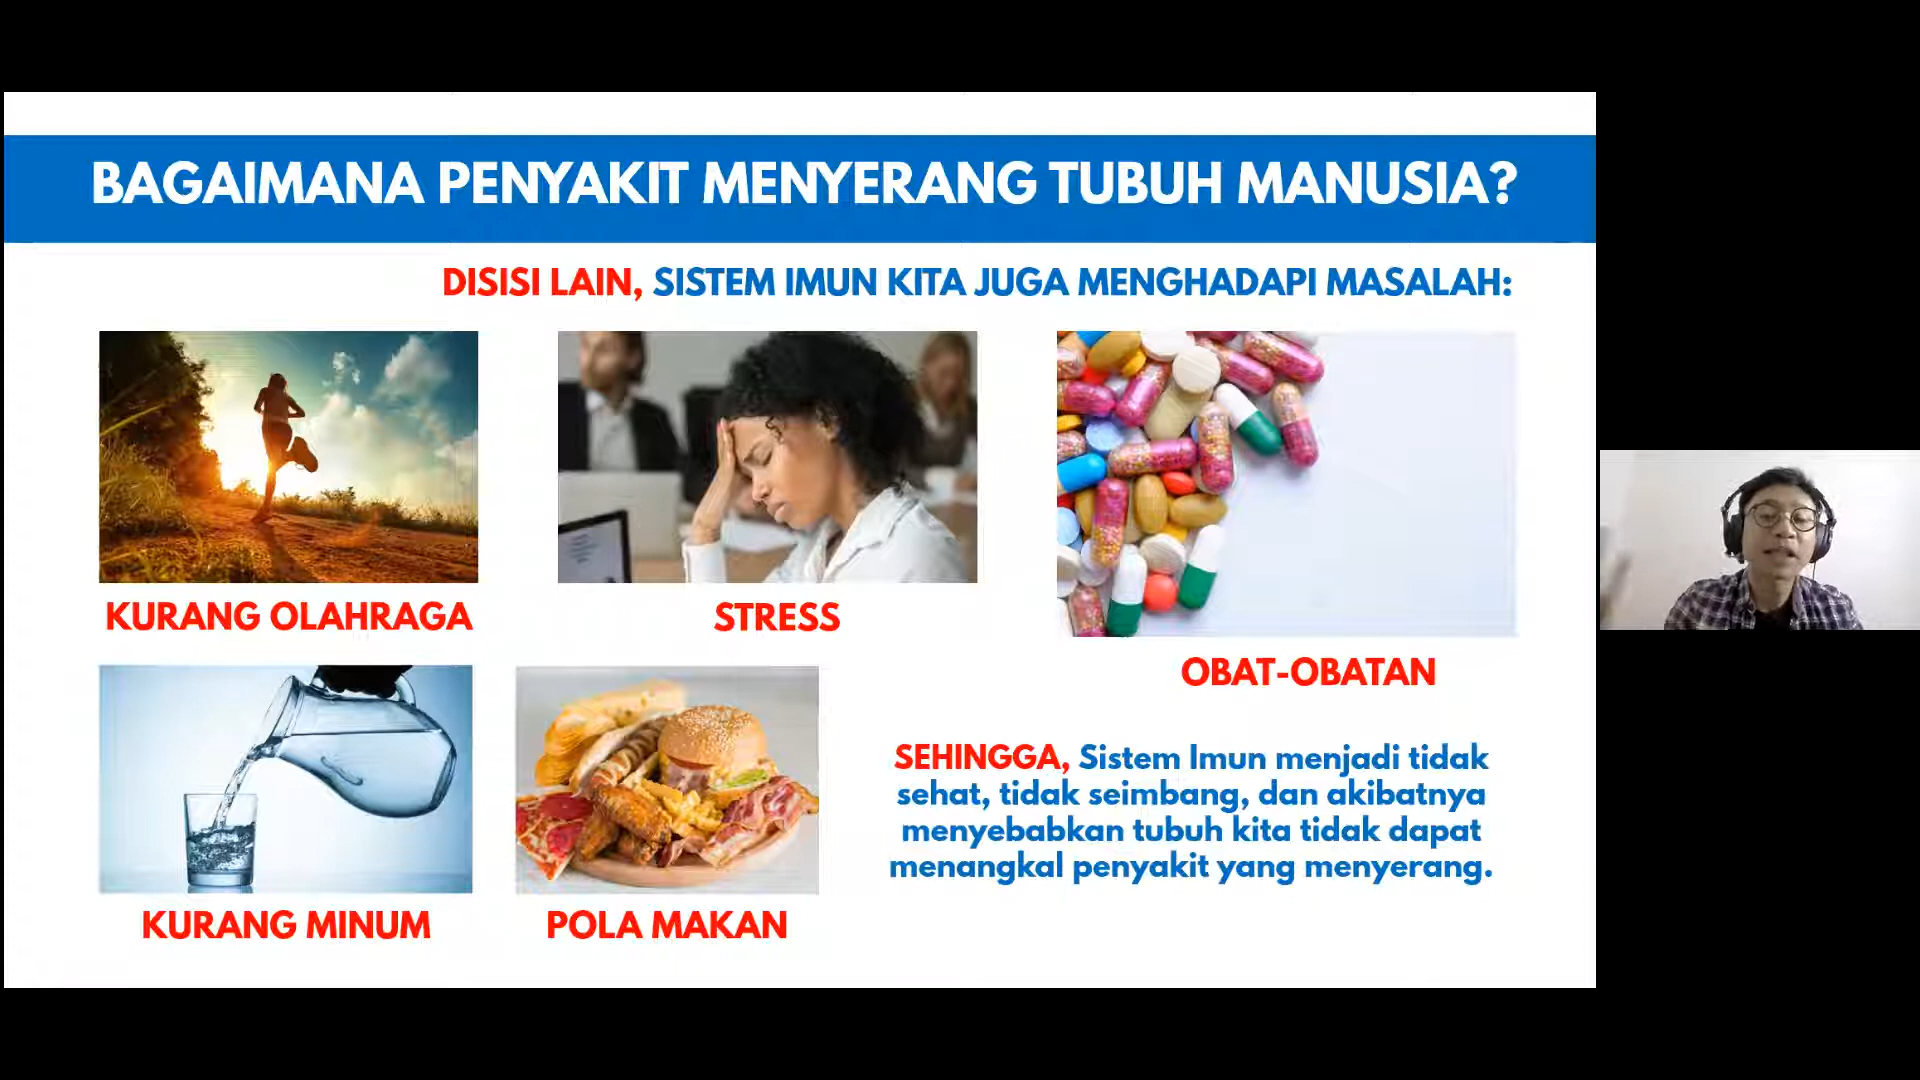 BAGAIMANA PENYAKIT MENYERANG TUBUH MANUSIA?
DISISI LAIN, SISTEM IMUN KITA JUGA MENGHADAPI MASALAH:
KURANG OLAHRAGA
STRESS
OBAT-OBATAN
KURANG MINUM
POLA MAKAN
SEHINGGA, Sistem Imun menjadi tidak
sehat, tidak seimbang, dan akibatnya
menyebabkan tubuh kita tidak dapat
menangkal penyakit yang menyerang.